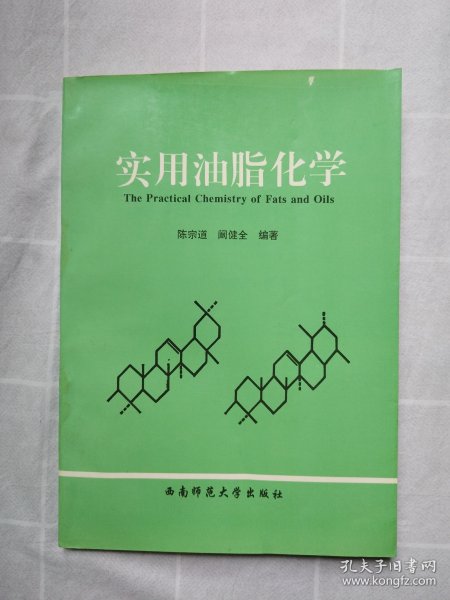 实用油脂化学
The Practical Chemistry of Fats and Oils
陈宗道 阚健全 编著
西南师范大学出版社
孔夫子旧书网
www.kongfz.com